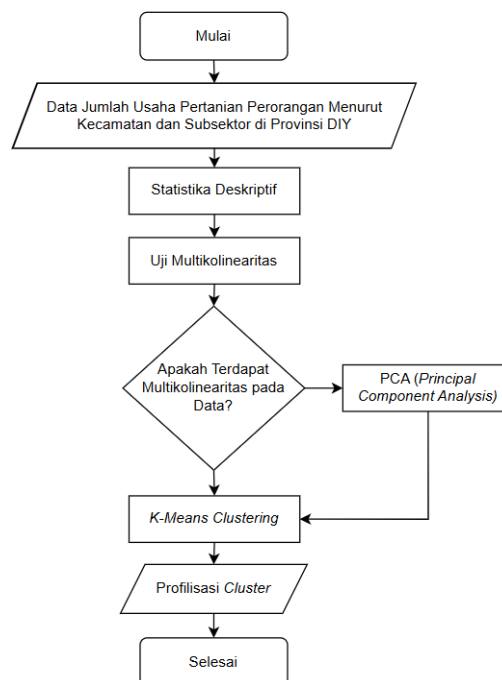 Mulai
Data Jumlah Usaha Pertanian Perorangan Menurut
Kecamatan dan Subsektor di Provinsi DIY
Statistika Deskriptif
Uji Multikolinearitas
Apakah Terdapat
Multikolinearitas pada
Data?
PCA (Principal
Component Analysis)
K-Means Clustering
Profilisasi Cluster
Selesai